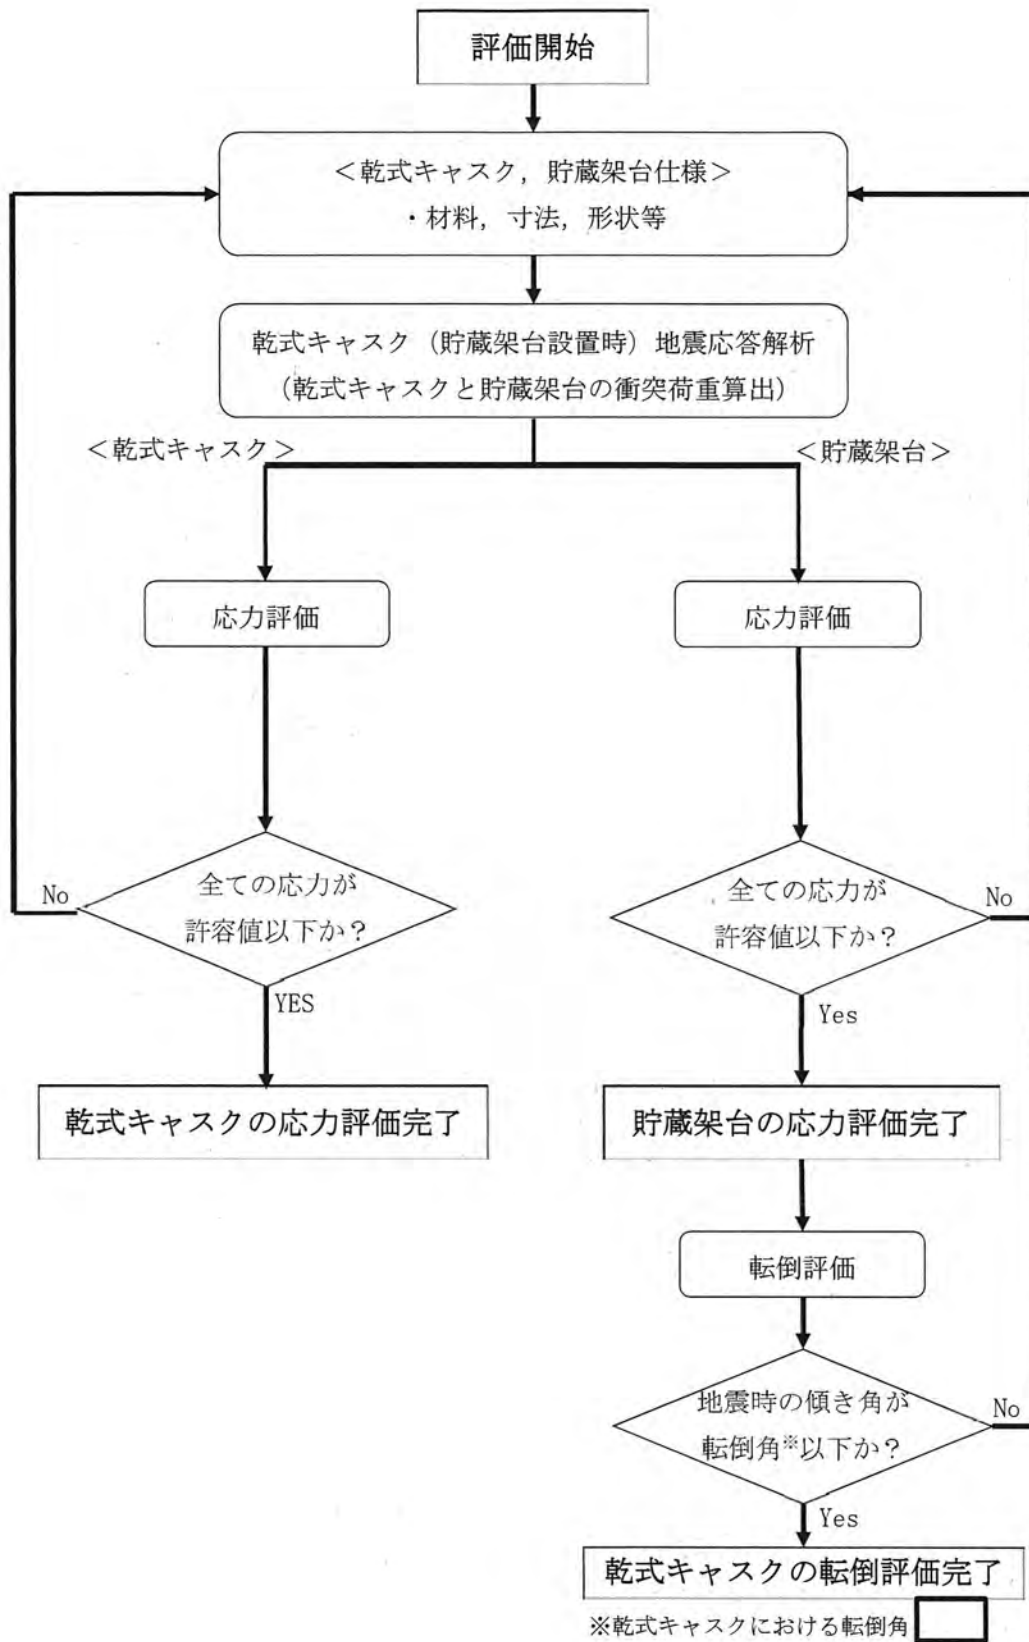 評価開始
＜乾式キャスク，貯蔵架台仕様＞
・材料，寸法，形状等
乾式キャスク（貯蔵架台設置時）地震応答解析
（乾式キャスクと貯蔵架台の衝突荷重算出）
＜乾式キャスク＞
＜貯蔵架台＞
応力評価
応力評価
No
全ての応力が
許容値以下か？
YES
全ての応力が
許容値以下か？
No
Yes
乾式キャスクの応力評価完了
貯蔵架台の応力評価完了
転倒評価
地震時の傾き角が
転倒角※以下か？
No
Yes
乾式キャスクの転倒評価完了
※乾式キャスクにおける転倒角